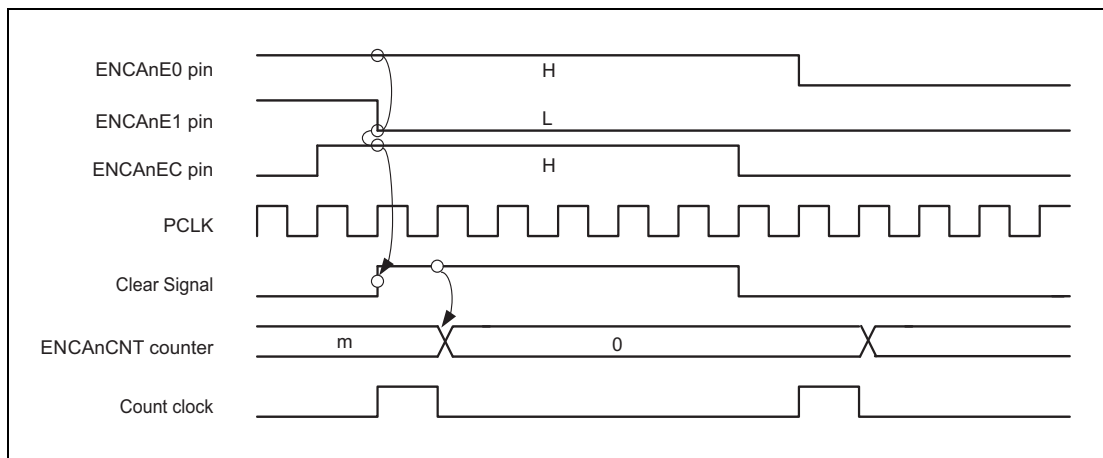 ENCAnE0 pin
H
ENCAnE1 pin
L
ENCAnEC pin
H
PCLK
Clear Signal
ENCAnCNT counter
m
0
Count clock